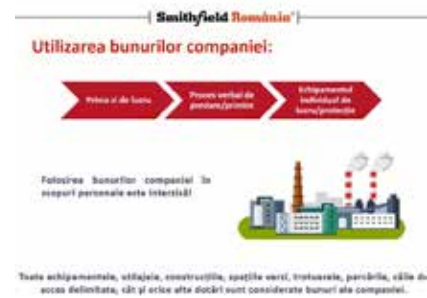 Smithfield România
Utilizarea bunurilor companiei:
Prima zi de lucru
Proces verbal de
predare/primire
Echipamentul
individual de
lucru/protecție
Folosirea bunurilor companiei în
scopuri personale este interzisă!
Toate echipamentele, utilajele, construcțiile, spațiile verzi, trotuarele, parcările, căile de
acces delimitate, cât și orice alte dotări sunt considerate bunuri ale companiei.